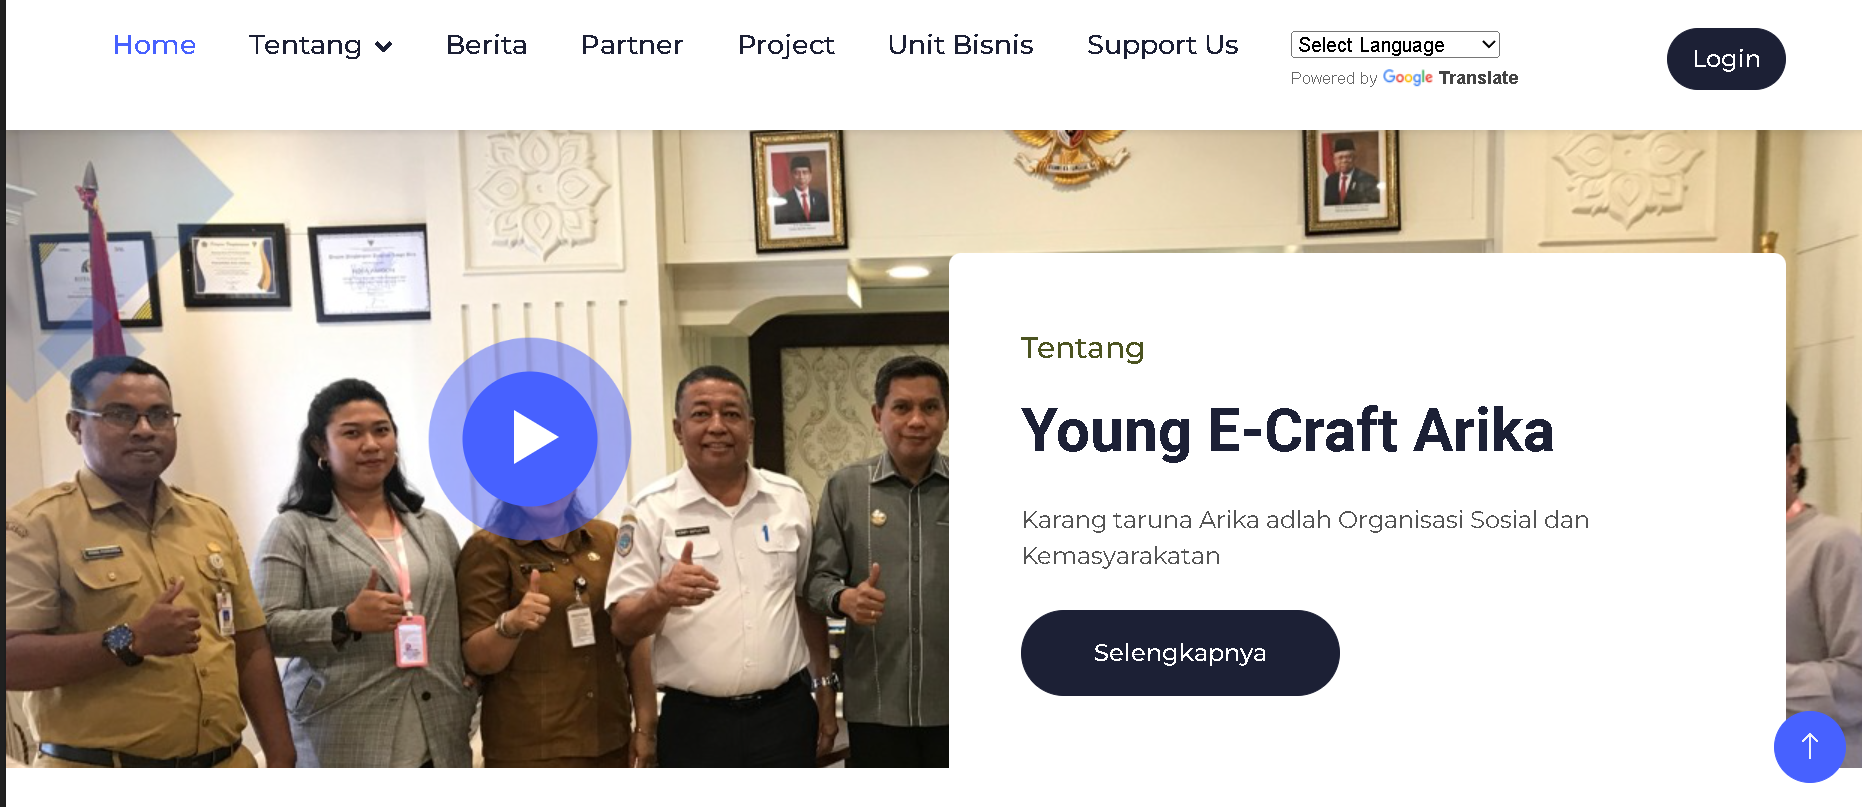 Home
Tentang
Berita
Partner
Project
Unit Bisnis
Support Us
Select Language
Powered by Google Translate
Login
Tentang
Young E-Craft Arika
Karang taruna Arika adlah Organisasi Sosial dan
Kemasyarakatan
Selengkapnya